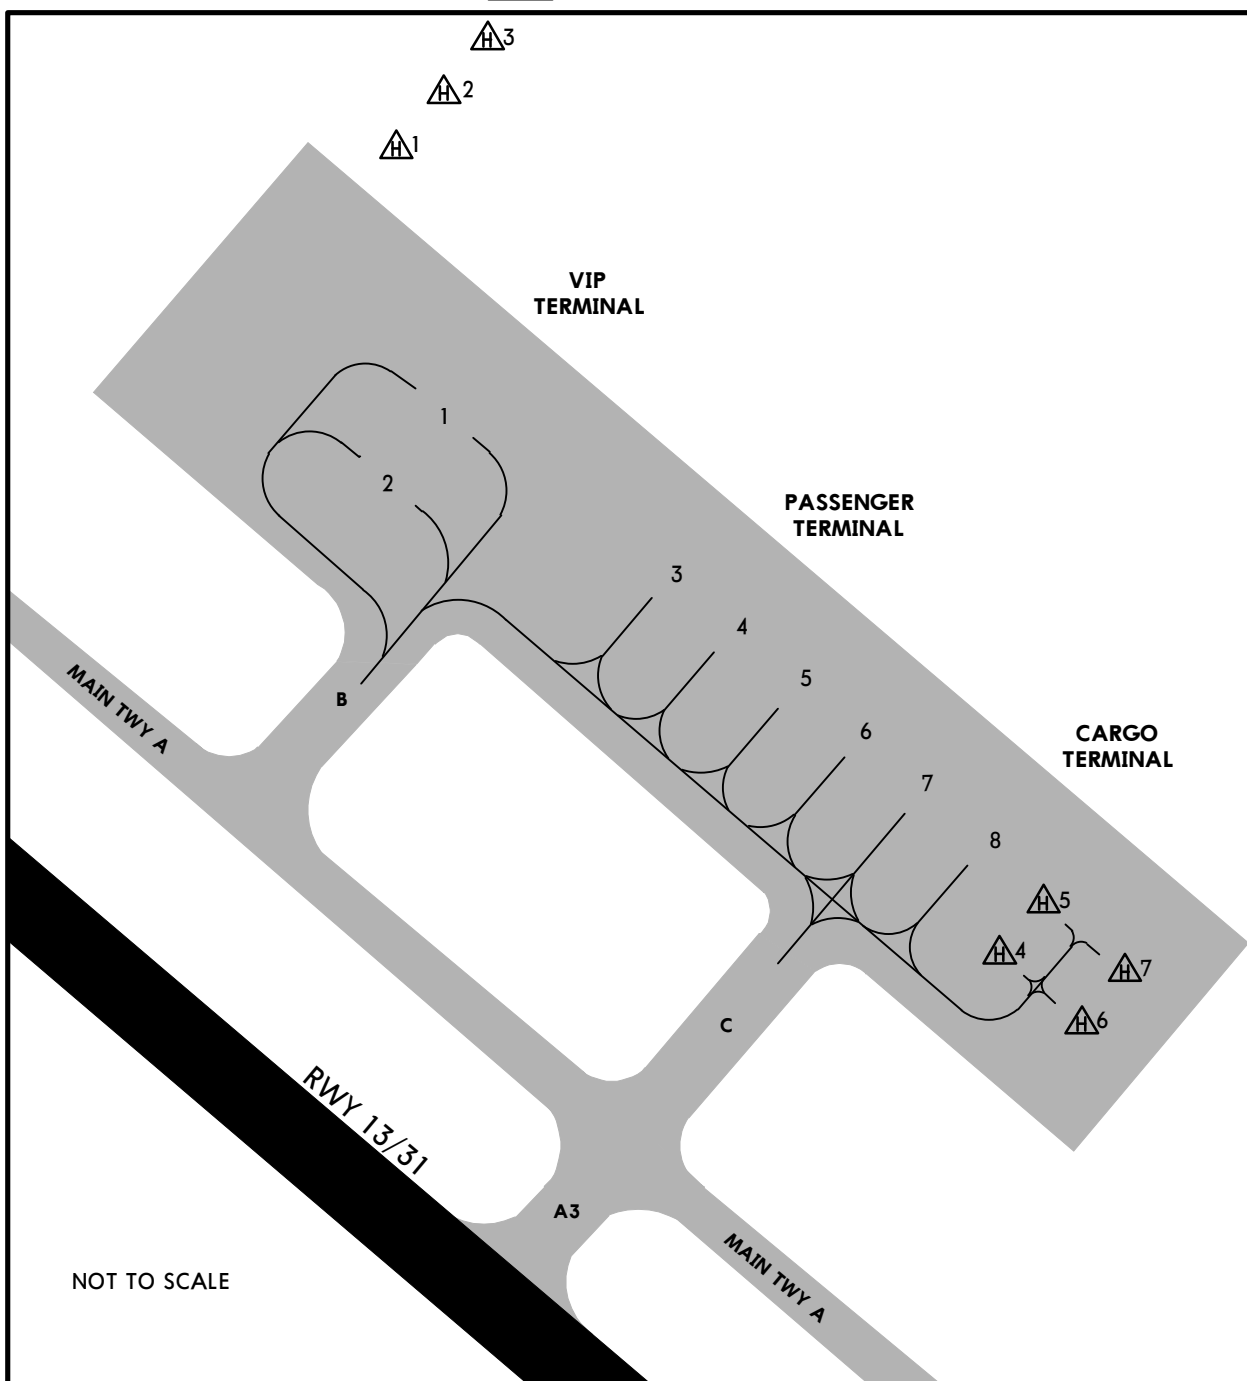 H 3
H 2
H 1
VIP
TERMINAL
1
2
PASSENGER
TERMINAL
3
4
5
6
7
8
CARGO
TERMINAL
H 5
H 4
H 7
H 6
MAIN TWY A
B
C
RWY 13/31
A3
MAIN TWY A
NOT TO SCALE